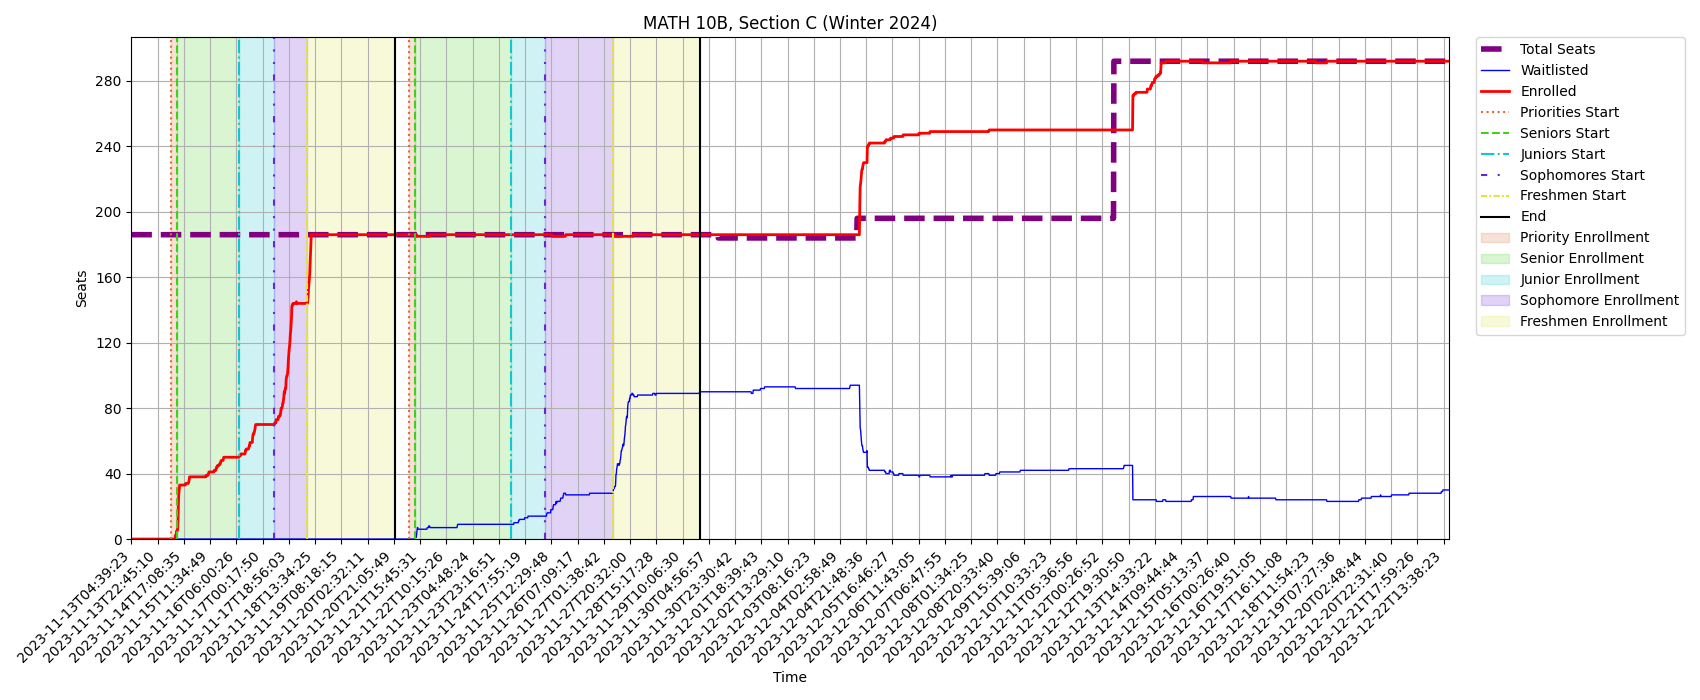 MATH 10B, Section C (Winter 2024)
Seats
280
240
200
160
120
80
40
0
2023-11-13T04:39:23
2023-11-13T22:45:10
2023-11-14T17:08:35
2023-11-15T11:34:49
2023-11-16T06:00:26
2023-11-17T00:17:50
2023-11-17T18:56:03
2023-11-18T13:34:25
2023-11-19T08:18:15
2023-11-20T02:32:11
2023-11-20T21:05:49
2023-11-21T15:45:31
2023-11-22T10:15:26
2023-11-23T04:48:24
2023-11-23T23:16:51
2023-11-24T17:55:19
2023-11-25T12:29:48
2023-11-26T07:09:17
2023-11-27T01:38:42
2023-11-27T20:32:00
2023-11-28T15:17:28
2023-11-29T10:06:30
2023-11-30T04:56:57
2023-11-30T23:30:42
2023-12-01T18:39:43
2023-12-02T13:29:10
2023-12-03T08:16:23
2023-12-04T02:58:49
2023-12-04T21:48:36
2023-12-05T16:46:27
2023-12-06T11:43:05
2023-12-07T06:47:55
2023-12-08T01:34:25
2023-12-08T20:33:40
2023-12-09T15:39:06
2023-12-10T10:33:23
2023-12-11T05:36:56
2023-12-12T00:26:52
2023-12-12T19:30:50
2023-12-13T14:33:22
2023-12-14T09:44:44
2023-12-15T05:13:37
2023-12-16T00:26:40
2023-12-16T19:51:05
2023-12-17T16:11:08
2023-12-18T11:54:23
2023-12-19T07:27:36
2023-12-20T02:48:44
2023-12-20T22:31:40
2023-12-21T17:59:26
2023-12-22T13:38:23
Time
Total Seats
Waitlisted
Enrolled
Priorities Start
Seniors Start
Juniors Start
Sophomores Start
Freshmen Start
End
Priority Enrollment
Senior Enrollment
Junior Enrollment
Sophomore Enrollment
Freshmen Enrollment